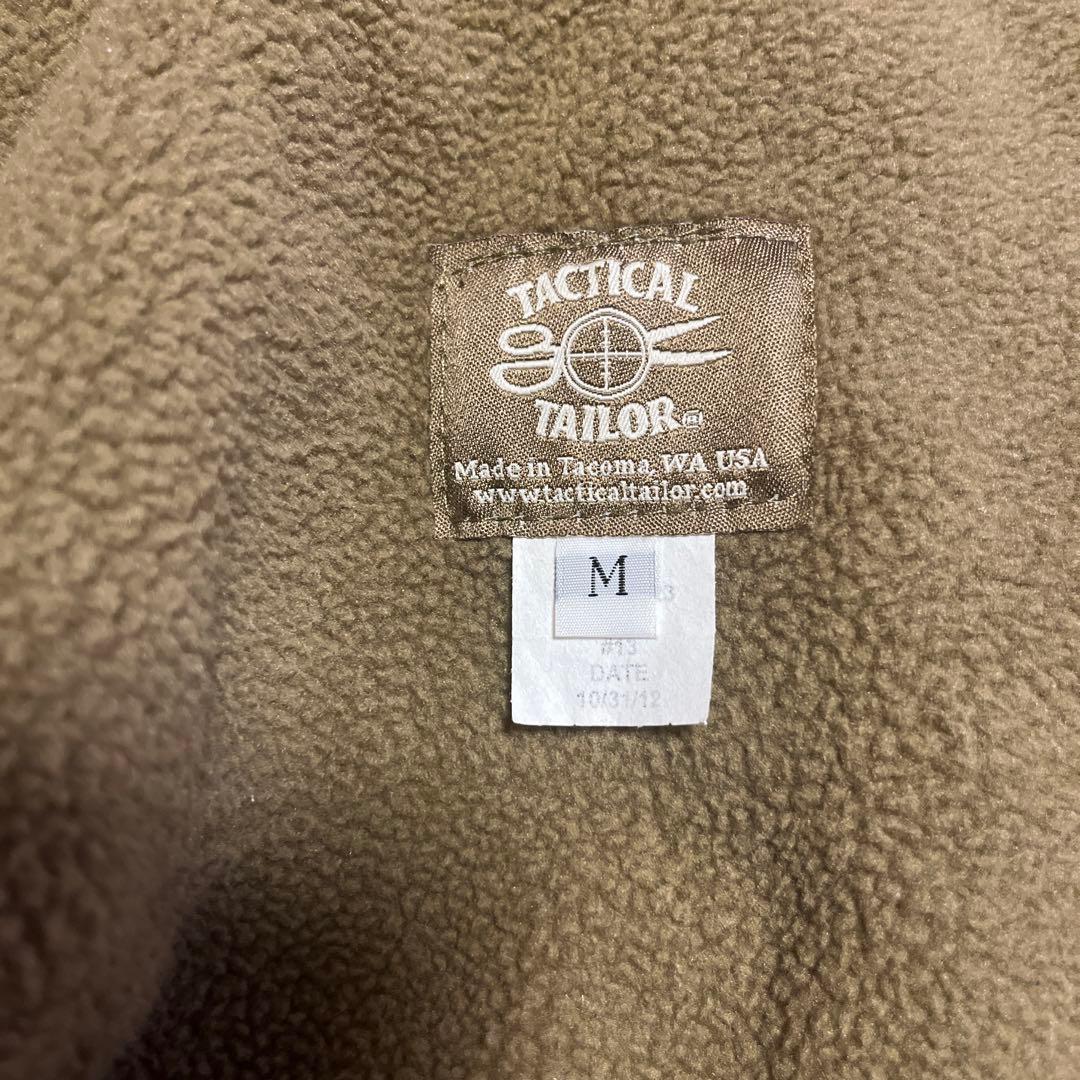 TACTICAL
TAILOR®
Made in Tacoma, WA USA
www.tacticaltailor.com
M
#13
DATE
10/31/12